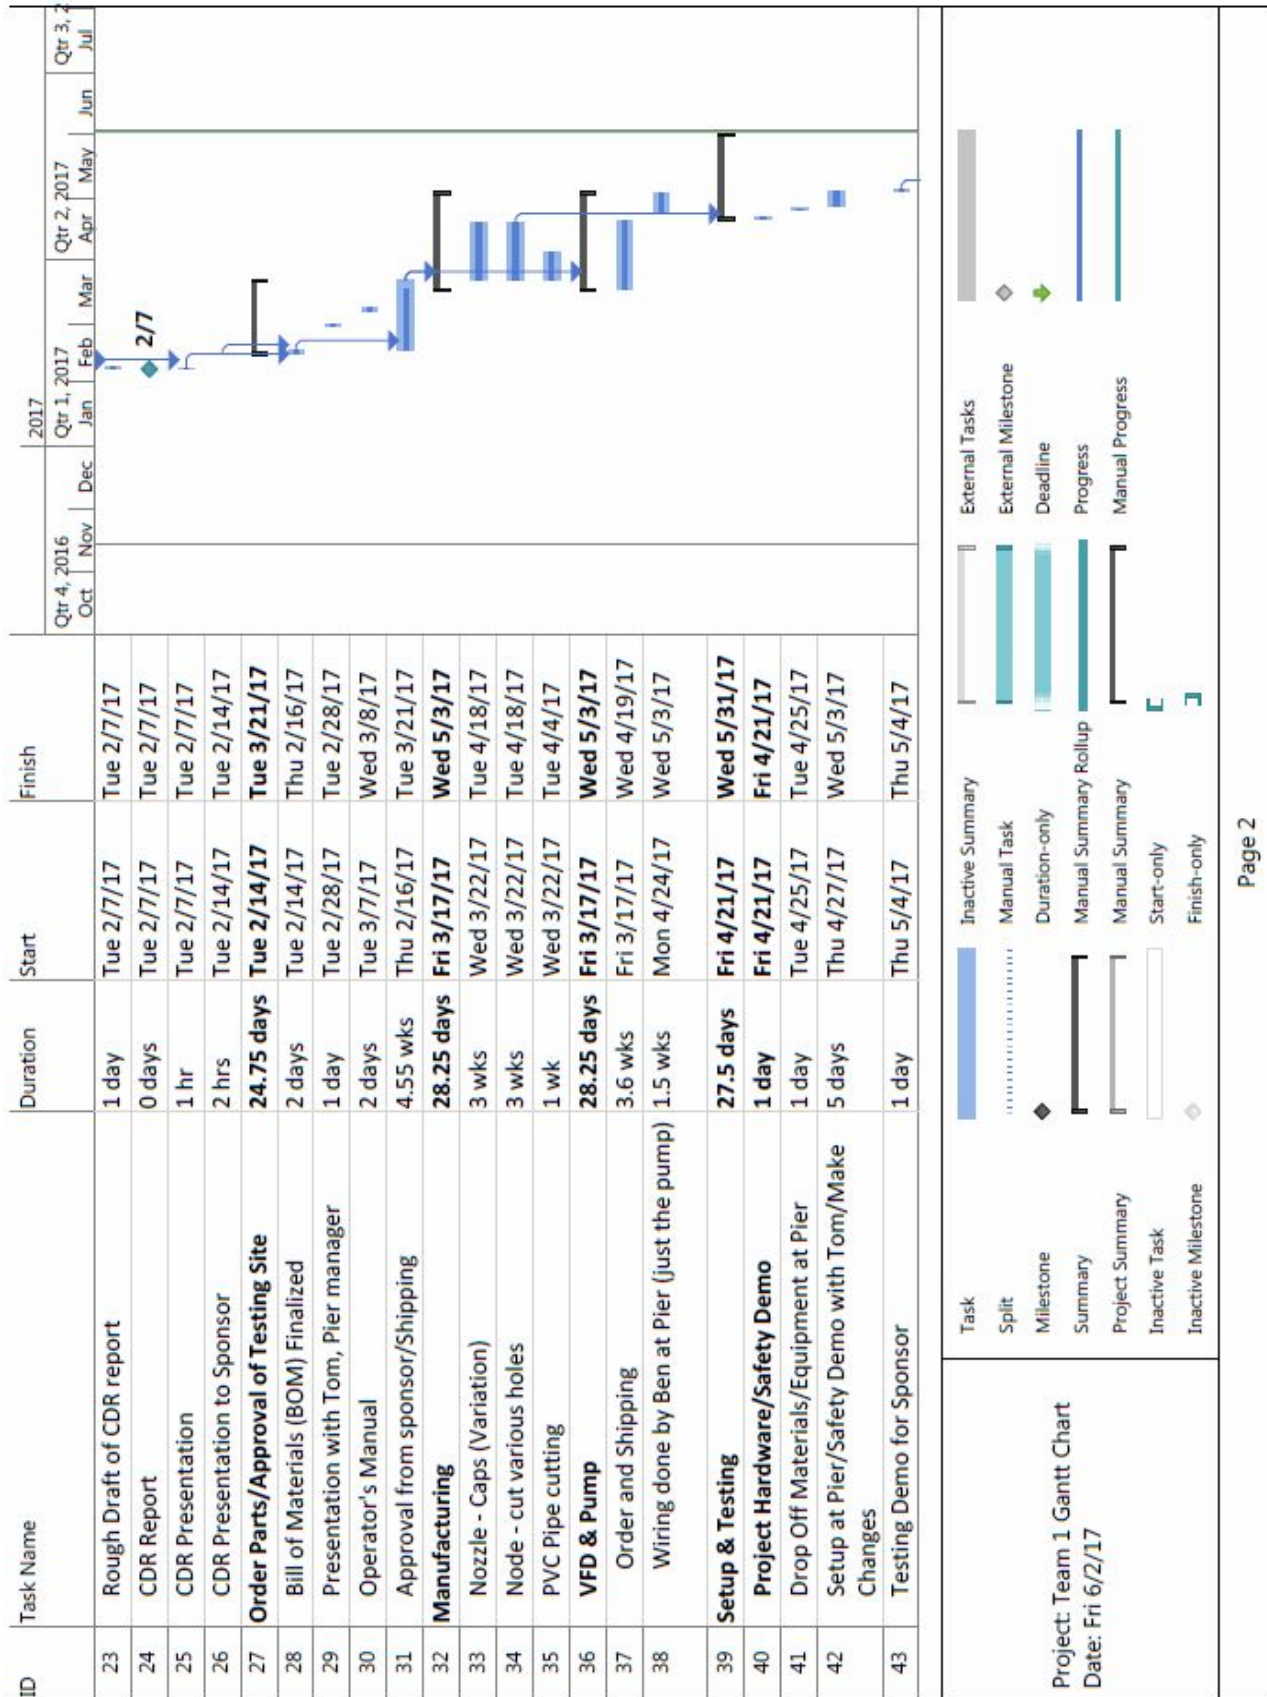 ID Task Name Duration Start Finish
Qtr 4, 2016 2017 Qtr 1, 2017 Qtr 2, 2017 Qtr 3, 2
Oct Nov Dec Jan Feb Mar Apr May Jun Jul
23 Rough Draft of CDR report 1 day Tue 2/7/17 Tue 2/7/17
24 CDR Report 0 days Tue 2/7/17 Tue 2/7/17 2/7
25 CDR Presentation 1 hr Tue 2/7/17 Tue 2/7/17
26 CDR Presentation to Sponsor 2 hrs Tue 2/14/17 Tue 2/14/17
27 Order Parts/Approval of Testing Site 24.75 days Tue 2/14/17 Tue 3/21/17
28 Bill of Materials (BOM) Finalized 2 days Tue 2/14/17 Thu 2/16/17
29 Presentation with Tom, Pier manager 1 day Tue 2/28/17 Tue 2/28/17
30 Operator's Manual 2 days Tue 3/7/17 Wed 3/8/17
31 Approval from sponsor/Shipping 4.55 wks Thu 2/16/17 Tue 3/21/17
32 Manufacturing 28.25 days Fri 3/17/17 Wed 5/3/17
33 Nozzle - Caps (Variation) 3 wks Wed 3/22/17 Tue 4/18/17
34 Node - cut various holes 3 wks Wed 3/22/17 Tue 4/18/17
35 PVC Pipe cutting 1 wk Wed 3/22/17 Tue 4/4/17
36 VFD & Pump 28.25 days Fri 3/17/17 Wed 5/3/17
37 Order and Shipping 3.6 wks Fri 3/17/17 Wed 4/19/17
38 Wiring done by Ben at Pier (just the pump) 1.5 wks Mon 4/24/17 Wed 5/3/17
39 Setup & Testing 27.5 days Fri 4/21/17 Wed 5/31/17
40 Project Hardware/Safety Demo 1 day Fri 4/21/17 Fri 4/21/17
41 Drop Off Materials/Equipment at Pier 1 day Tue 4/25/17 Tue 4/25/17
42 Setup at Pier/Safety Demo with Tom/Make 5 days Thu 4/27/17 Wed 5/3/17
Changes
43 Testing Demo for Sponsor 1 day Thu 5/4/17 Thu 5/4/17
Project: Team 1 Gantt Chart
Date: Fri 6/2/17
Task Inactive Summary External Tasks
Split Manual Task External Milestone
Milestone Duration-only Deadline
Summary Manual Summary Rollup Progress
Project Summary Manual Summary Manual Progress
Inactive Task Start-only
Inactive Milestone Finish-only
Page 2